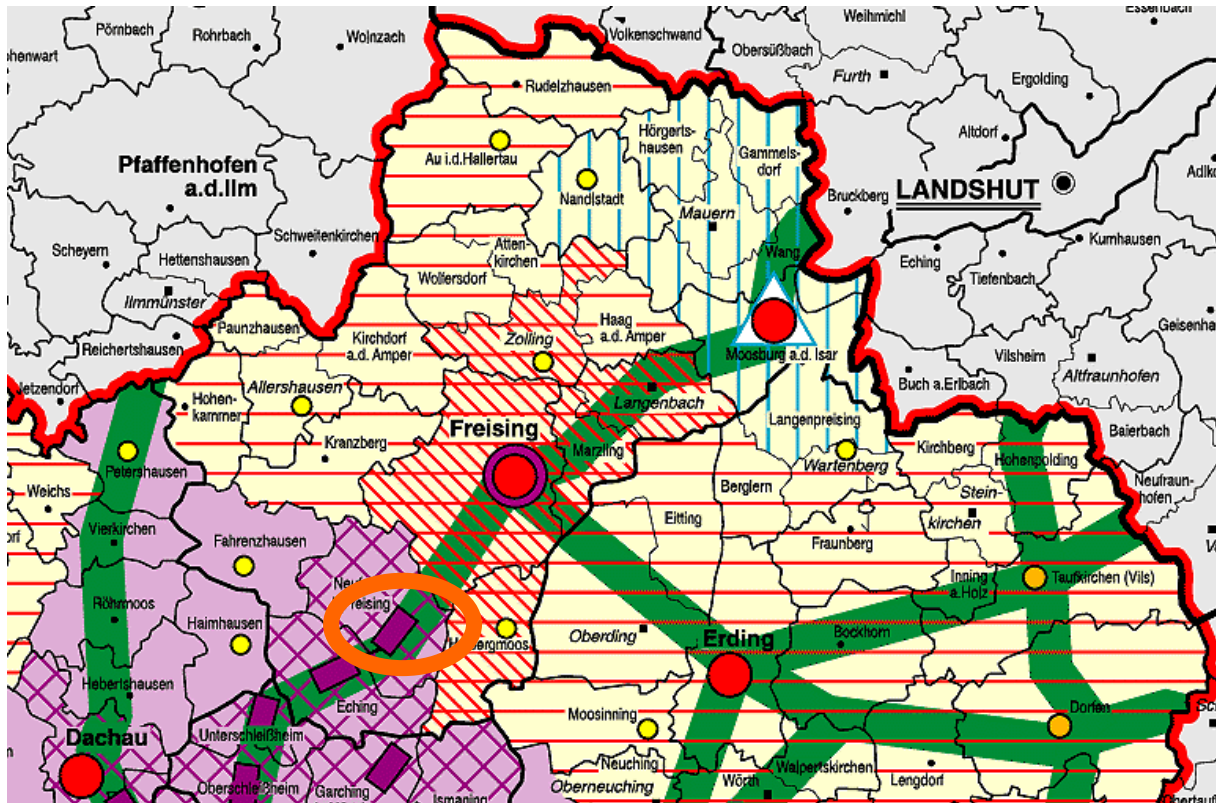 Pörnbach
Rohrbach
Wolnzach
Volkenschwand
Weihmichl
Essenbach
Obersüßbach
Furth
Ergolding
Rudelzhausen
Hörgerts-
hausen
Altdorf
Au i.d.Hallertau
Gammels-
dorf
Pfaffenhofen
a.d.Ilm
Nandlstadt
Mauern
Bruckberg
LANDSHUT
Schweitenkirchen
Scheyern
Hettenshausen
Atten-
kirchen
Wang
Eching
Kumhausen
Tiefenbach
Ilmmünster
Wolfersdorf
Paunzhausen
Kirchdorf
a.d. Amper
Zolling
Haag
a.d. Amper
Reichertshausen
Moosburg a.d. Isar
Vilsheim
Altfraunhofen
Allershausen
Buch a.Erlbach
Hohen-
kammer
Langenbach
Langenpreising
Freising
Kranzberg
Marzling
Kirchberg
Baierbach
Petershausen
Wartenberg
Hohenpolding
Weichs
Berglern
Neufraun-
hofen
Eitting
Stein-
kirchen
Vierkirchen
Fahrenzhausen
Fraunberg
Inning
a.Holz
Taufkirchen (Vils)
Röhrmoos
Haimhausen
Oberding
Erding
Bockhorn
Hebertshausen
Eching
Moosinning
Dorfen
Dachau
Unterschleißheim
Neuching
Oberneuching
Walpertskirchen
Wörth
Lengdorf
Oberschleißheim
Garching
Ismaning